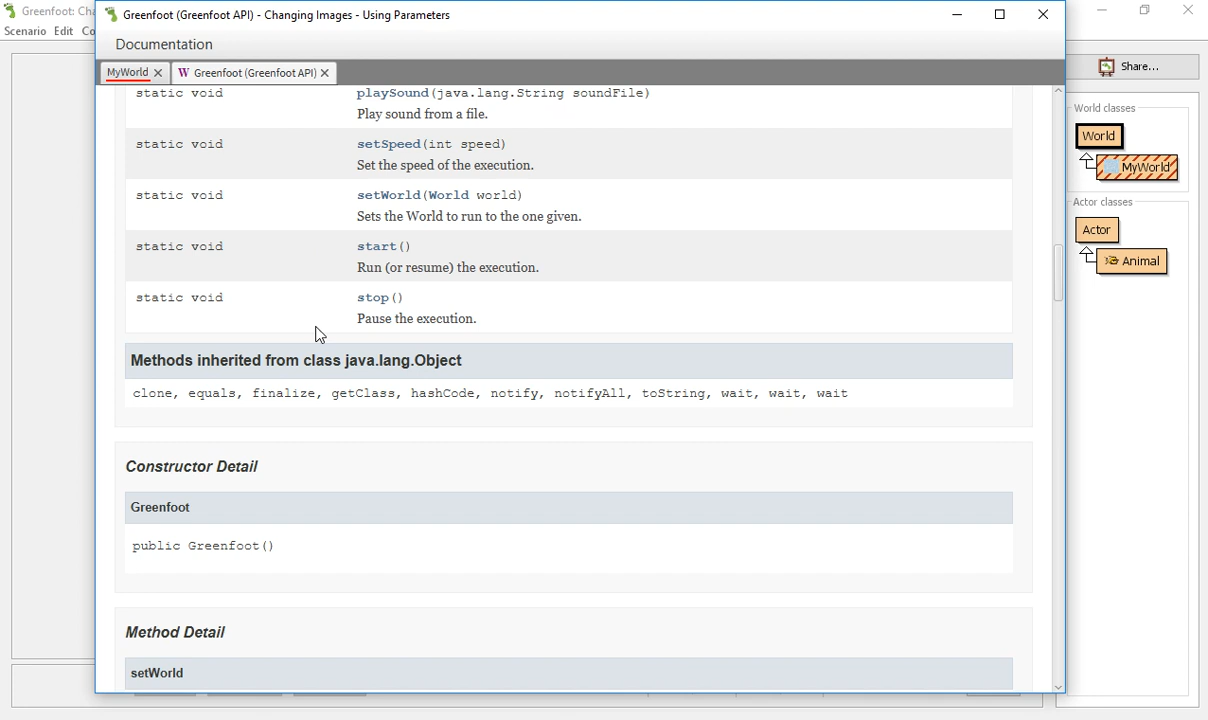 Greenfoot: Cha
Greenfoot (Greenfoot API) - Changing Images - Using Parameters
Scenario Edit Co
Documentation
MyWorld
Greenfoot (Greenfoot API)
Share...
static void playSound(java.lang.String soundFile)
Play sound from a file.
static void setSpeed(int speed)
Set the speed of the execution.
static void setWorld(World world)
Sets the World to run to the one given.
static void start()
Run (or resume) the execution.
static void stop()
Pause the execution.
Methods inherited from class java.lang.Object
clone, equals, finalize, getClass, hashCode, notify, notifyAll, toString, wait, wait, wait
Constructor Detail
Greenfoot
public Greenfoot()
Method Detail
setWorld
World classes
World
MyWorld
Actor classes
Actor
Animal